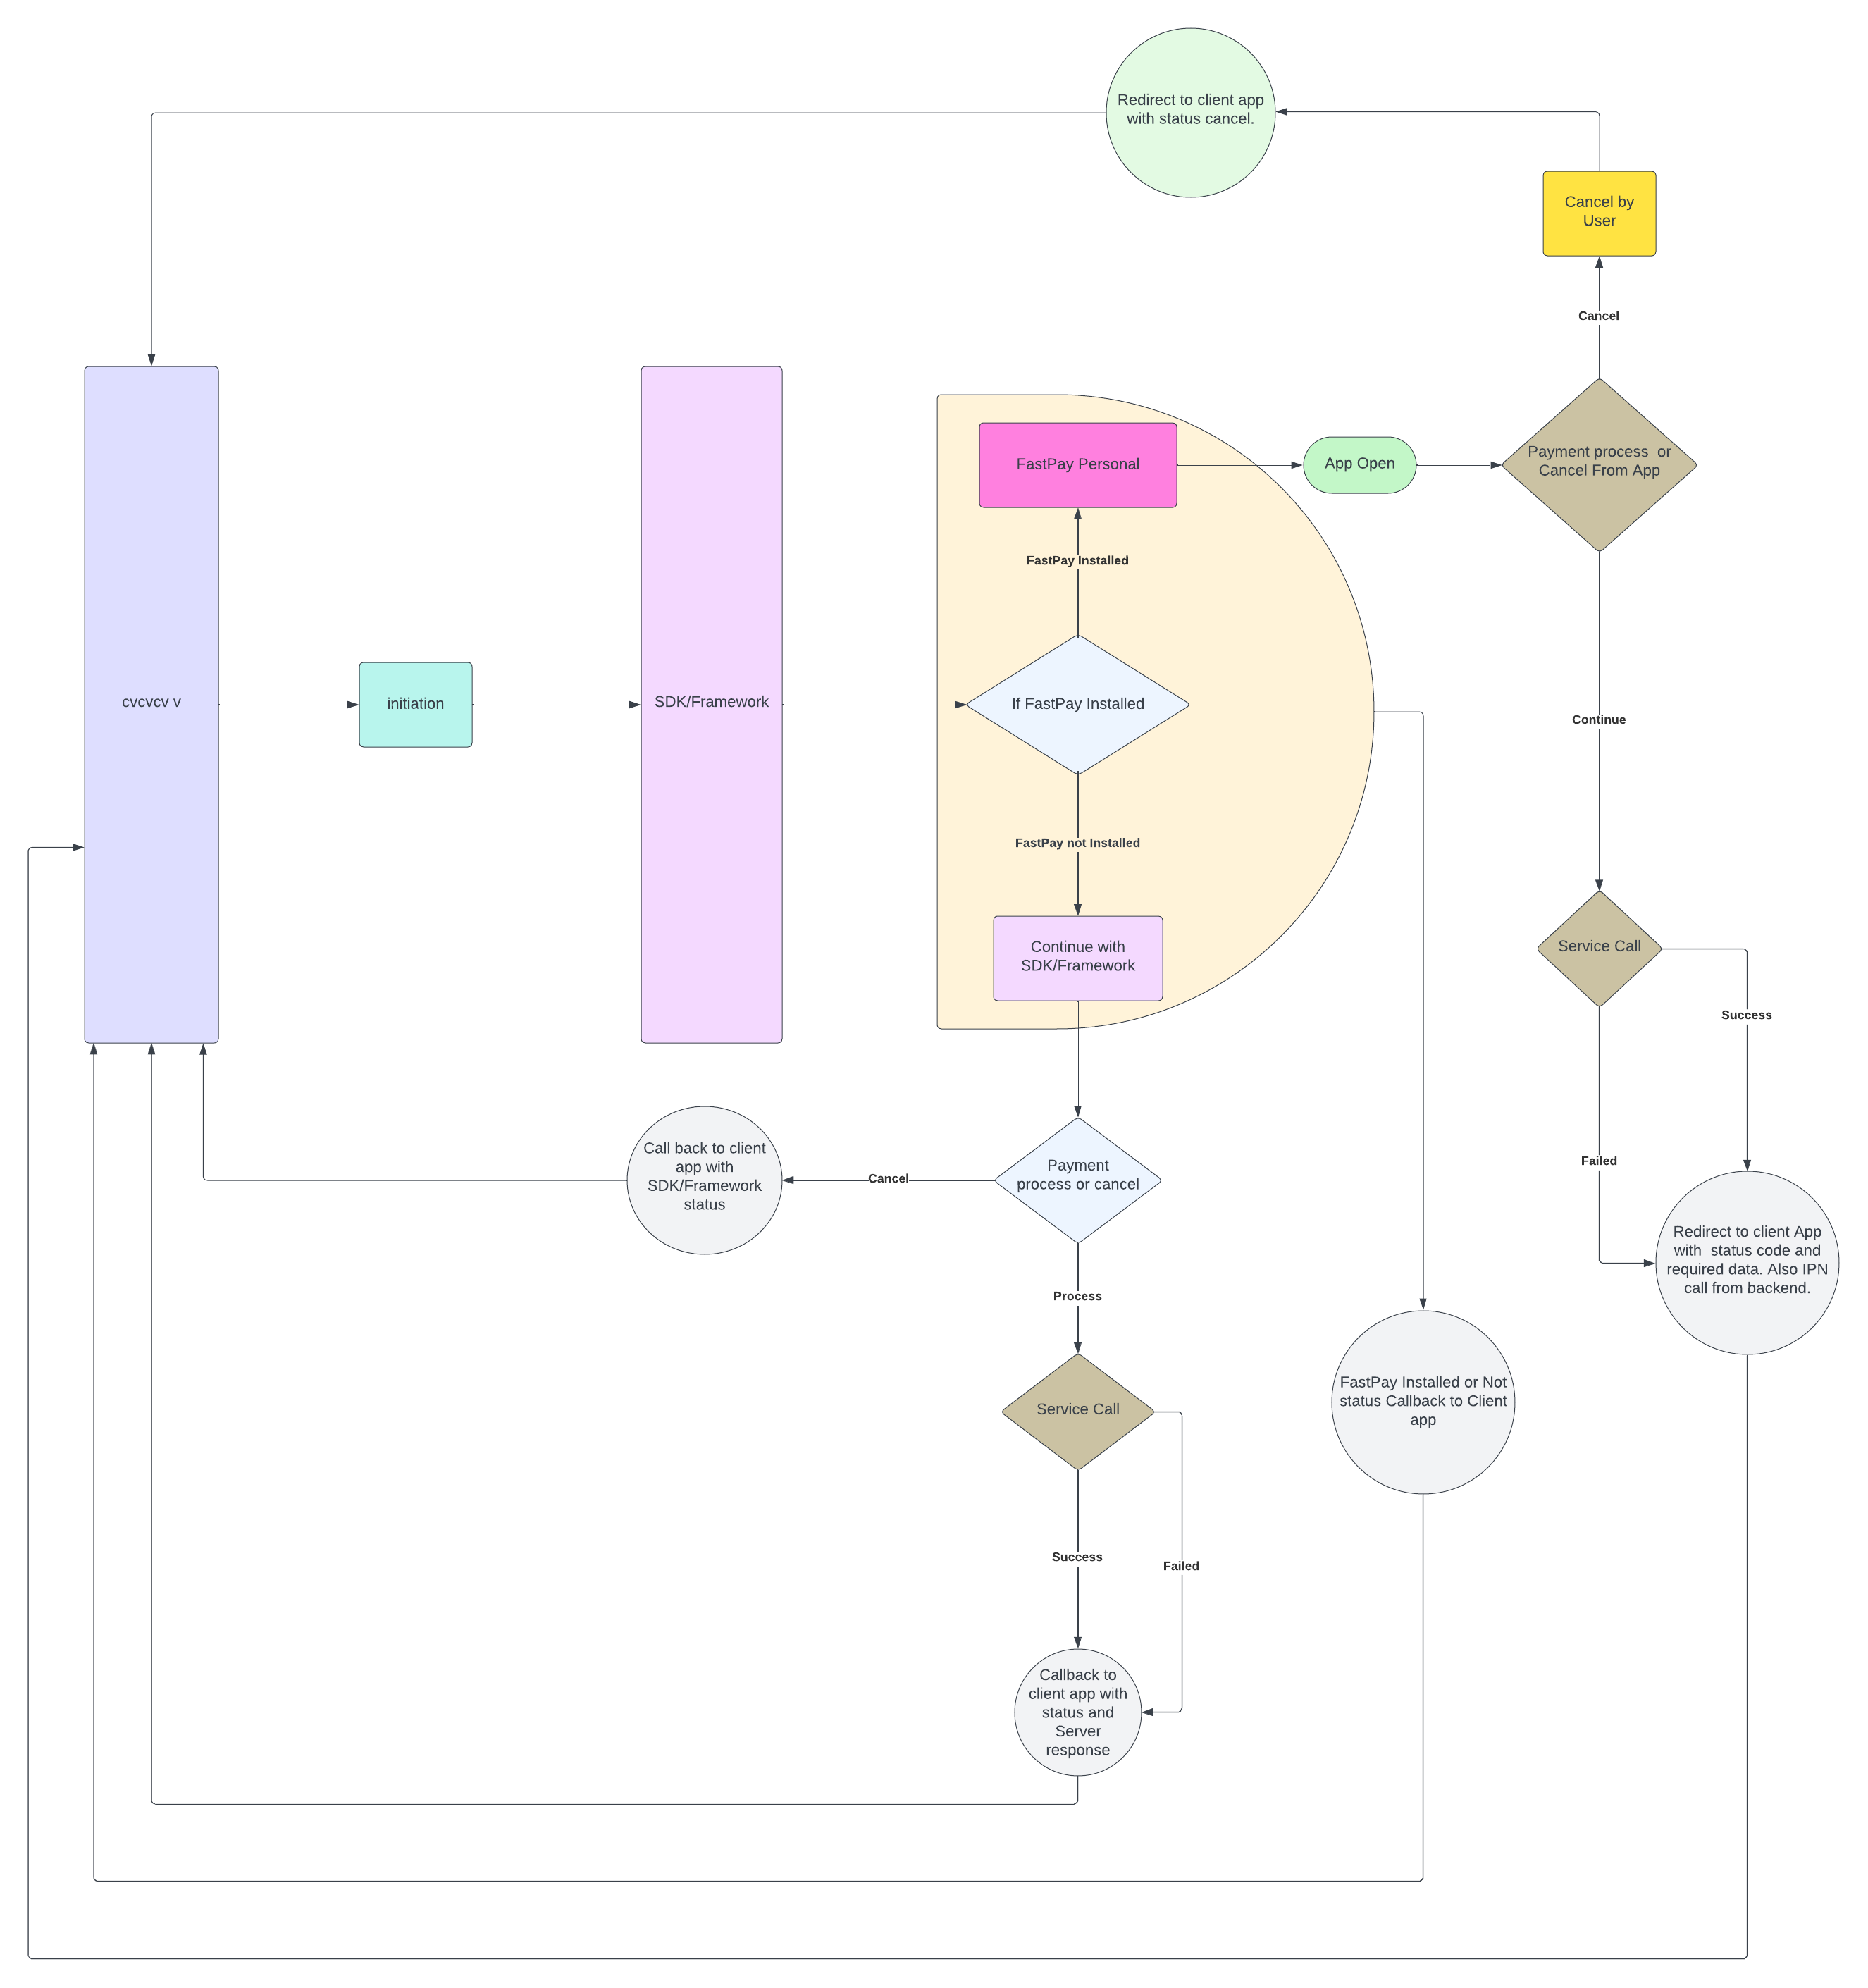 Redirect to client app
with status cancel.
Cancel by
User
Cancel
FastPay Personal
App Open
Payment process  or
Cancel From App
FastPay Installed
cvcvcv v
initiation
SDK/Framework
If FastPay Installed
Continue
FastPay not Installed
Continue with
SDK/Framework
Service Call
Success
Failed
Call back to client
app with
SDK/Framework
status
Cancel
Payment
process or cancel
Redirect to client App
with  status code and
required data. Also IPN
call from backend.
Process
FastPay Installed or Not
status Callback to Client
app
Service Call
Success
Failed
Callback to
client app with
status and
Server
response